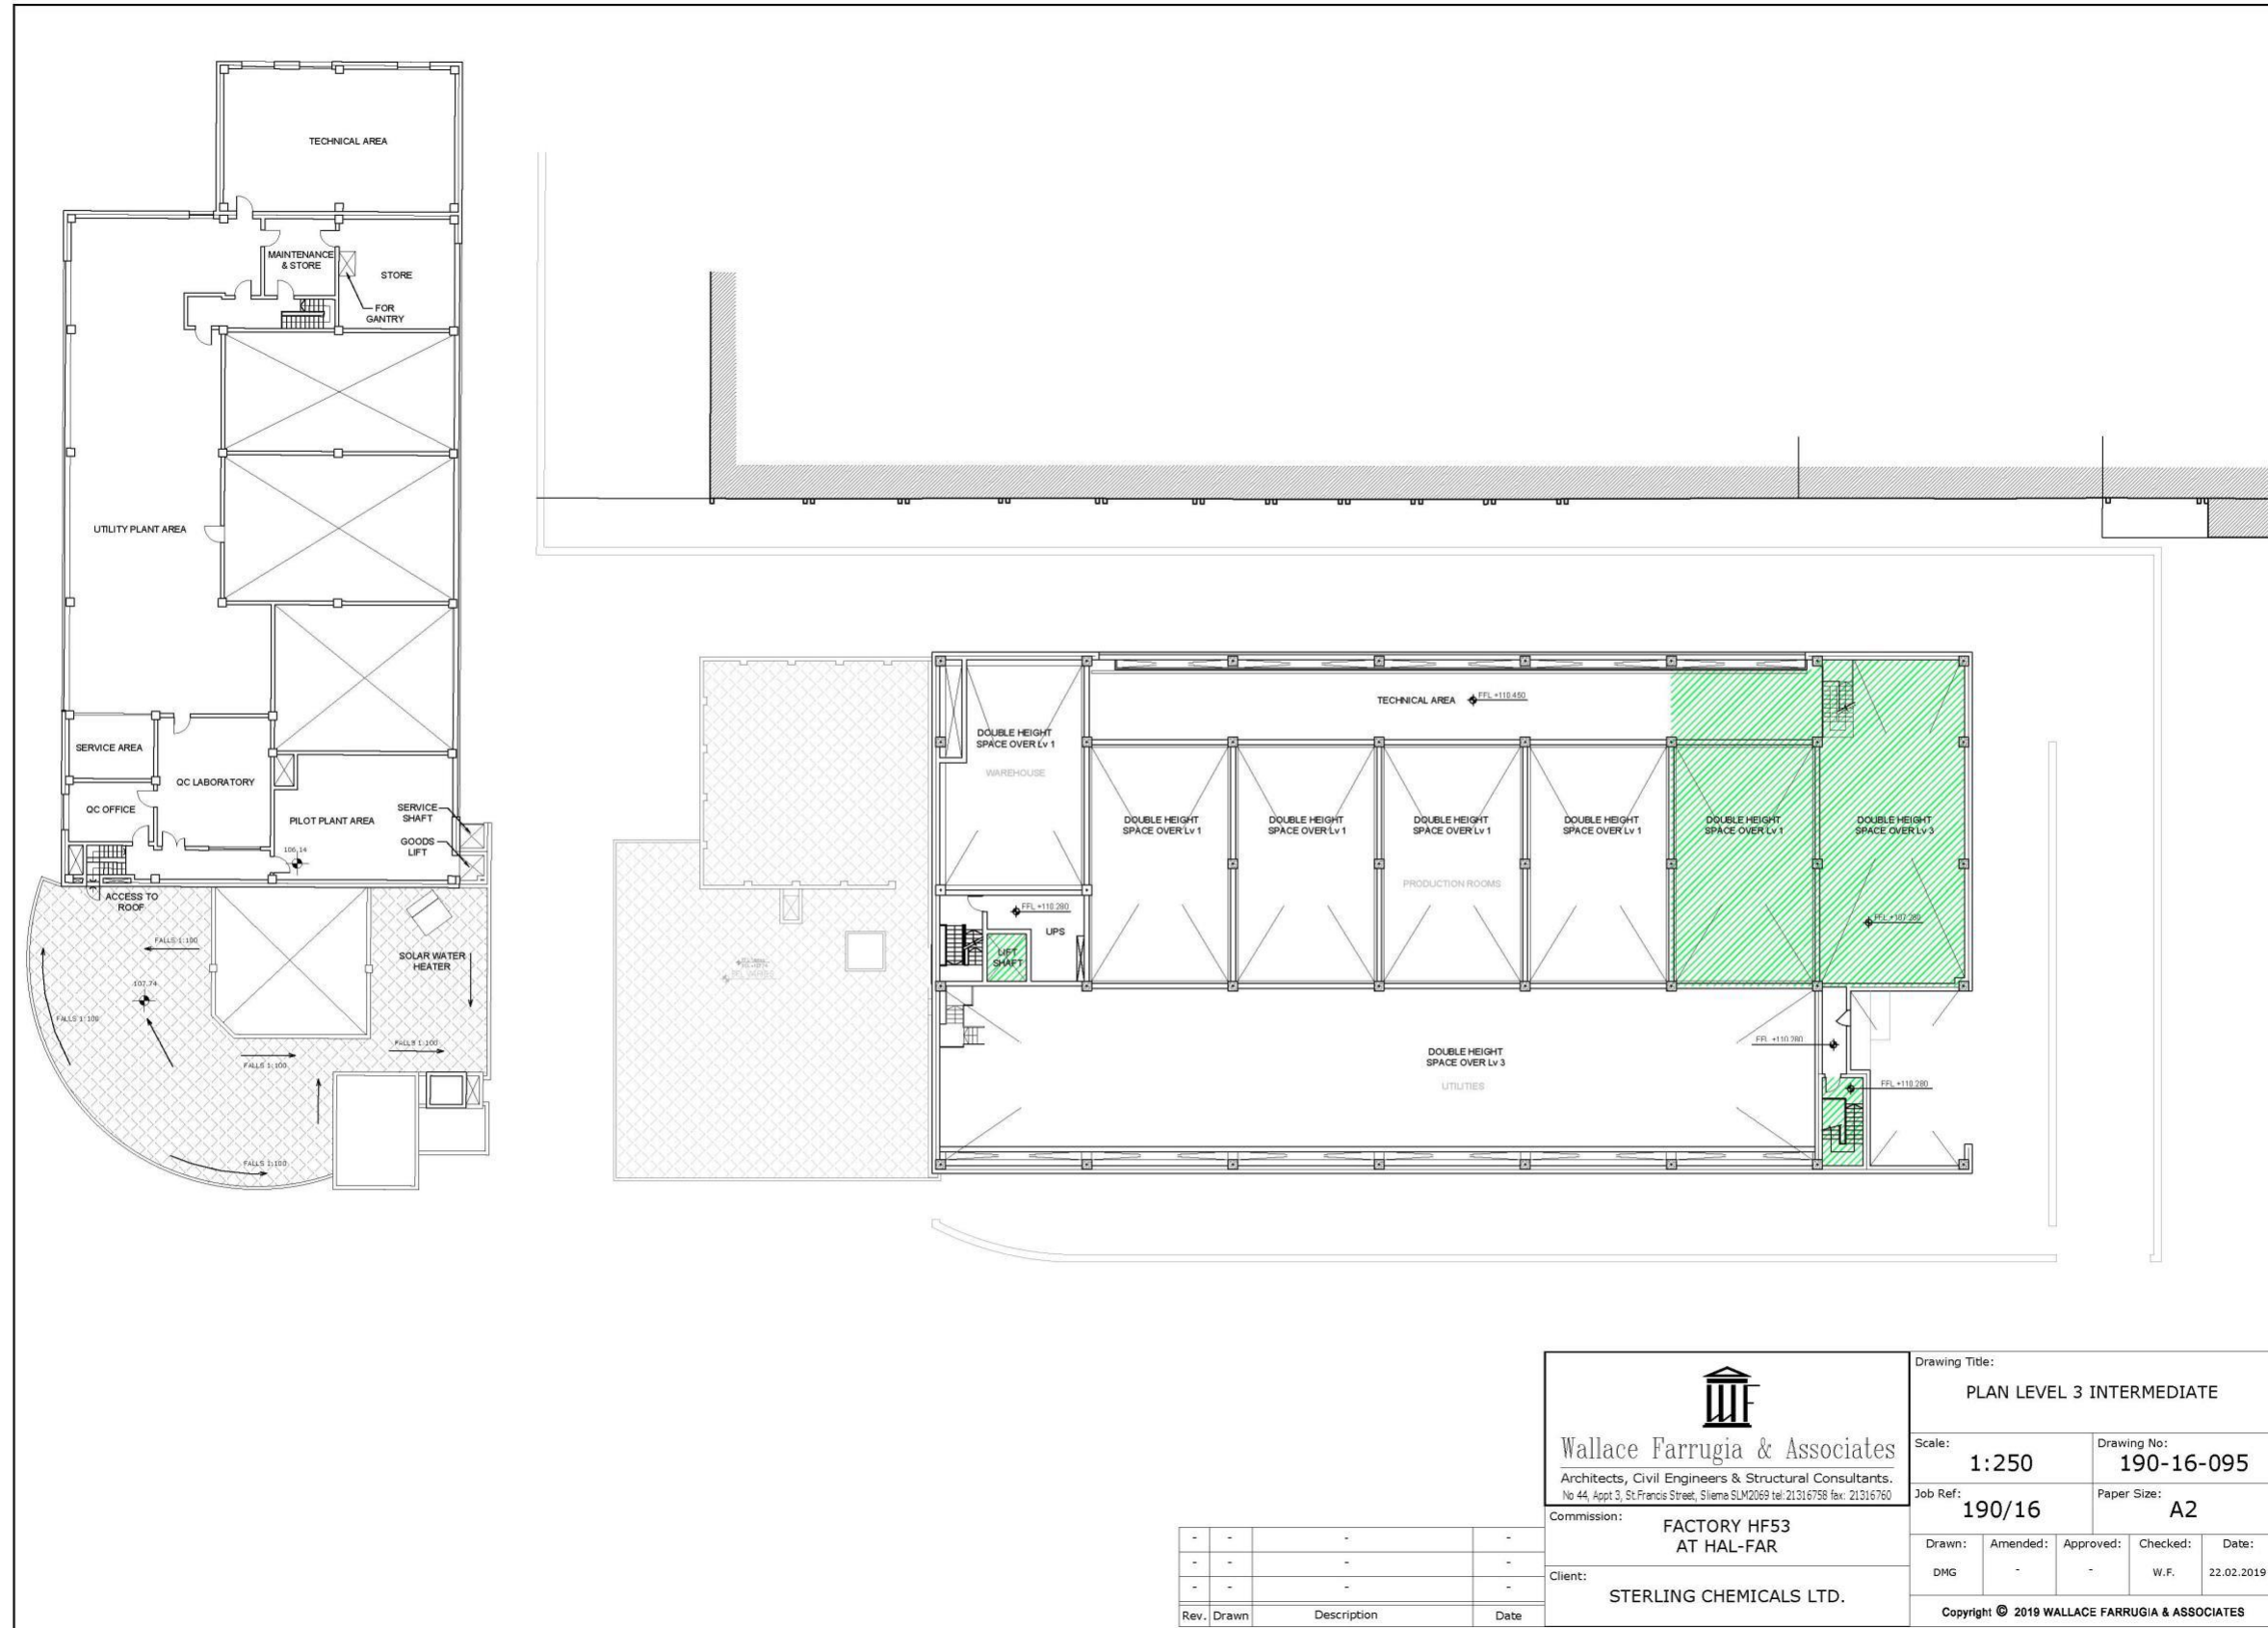 TECHNICAL AREA
MAINTENANCE
& STORE
STORE
FOR
GANTRY
UTILITY PLANT AREA
SERVICE AREA
QC LABORATORY
QC OFFICE
PILOT PLANT AREA
SERVICE
SHAFT
GOODS
LIFT
106.14
ACCESS TO
ROOF
FALLS 1:100
SOLAR WATER
HEATER
107.74
FALLS 1:100
FALLS 1:100
FALLS 1:100
FALLS 1:100
TECHNICAL AREA
FFL +110.450
DOUBLE HEIGHT
SPACE OVER Lv 1
WAREHOUSE
DOUBLE HEIGHT
SPACE OVER Lv 1
DOUBLE HEIGHT
SPACE OVER Lv 1
DOUBLE HEIGHT
SPACE OVER Lv 1
DOUBLE HEIGHT
SPACE OVER Lv 1
DOUBLE HEIGHT
SPACE OVER Lv 1
DOUBLE HEIGHT
SPACE OVER Lv 3
PRODUCTION ROOMS
FFL +110.280
UPS
LIFT
SHAFT
FFL +107.280
DOUBLE HEIGHT
SPACE OVER Lv 3
UTILITIES
FFL +110.280
FFL +110.280
Wallace Farrugia & Associates
Architects, Civil Engineers & Structural Consultants.
No 44, Appt 3, St.Francis Street, Sliema SLM2069 tel: 21316758 fax: 21316760
Commission:
FACTORY HF53
AT HAL-FAR
Client:
STERLING CHEMICALS LTD.
Drawing Title:
PLAN LEVEL 3 INTERMEDIATE
Scale:
1:250
Drawing No:
190-16-095
Job Ref:
190/16
Paper Size:
A2
Drawn: Amended: Approved: Checked: Date:
DMG - - W.F. 22.02.2019
Copyright © 2019 WALLACE FARRUGIA & ASSOCIATES
- - - -
- - - -
- - - -
Rev. Drawn Description Date